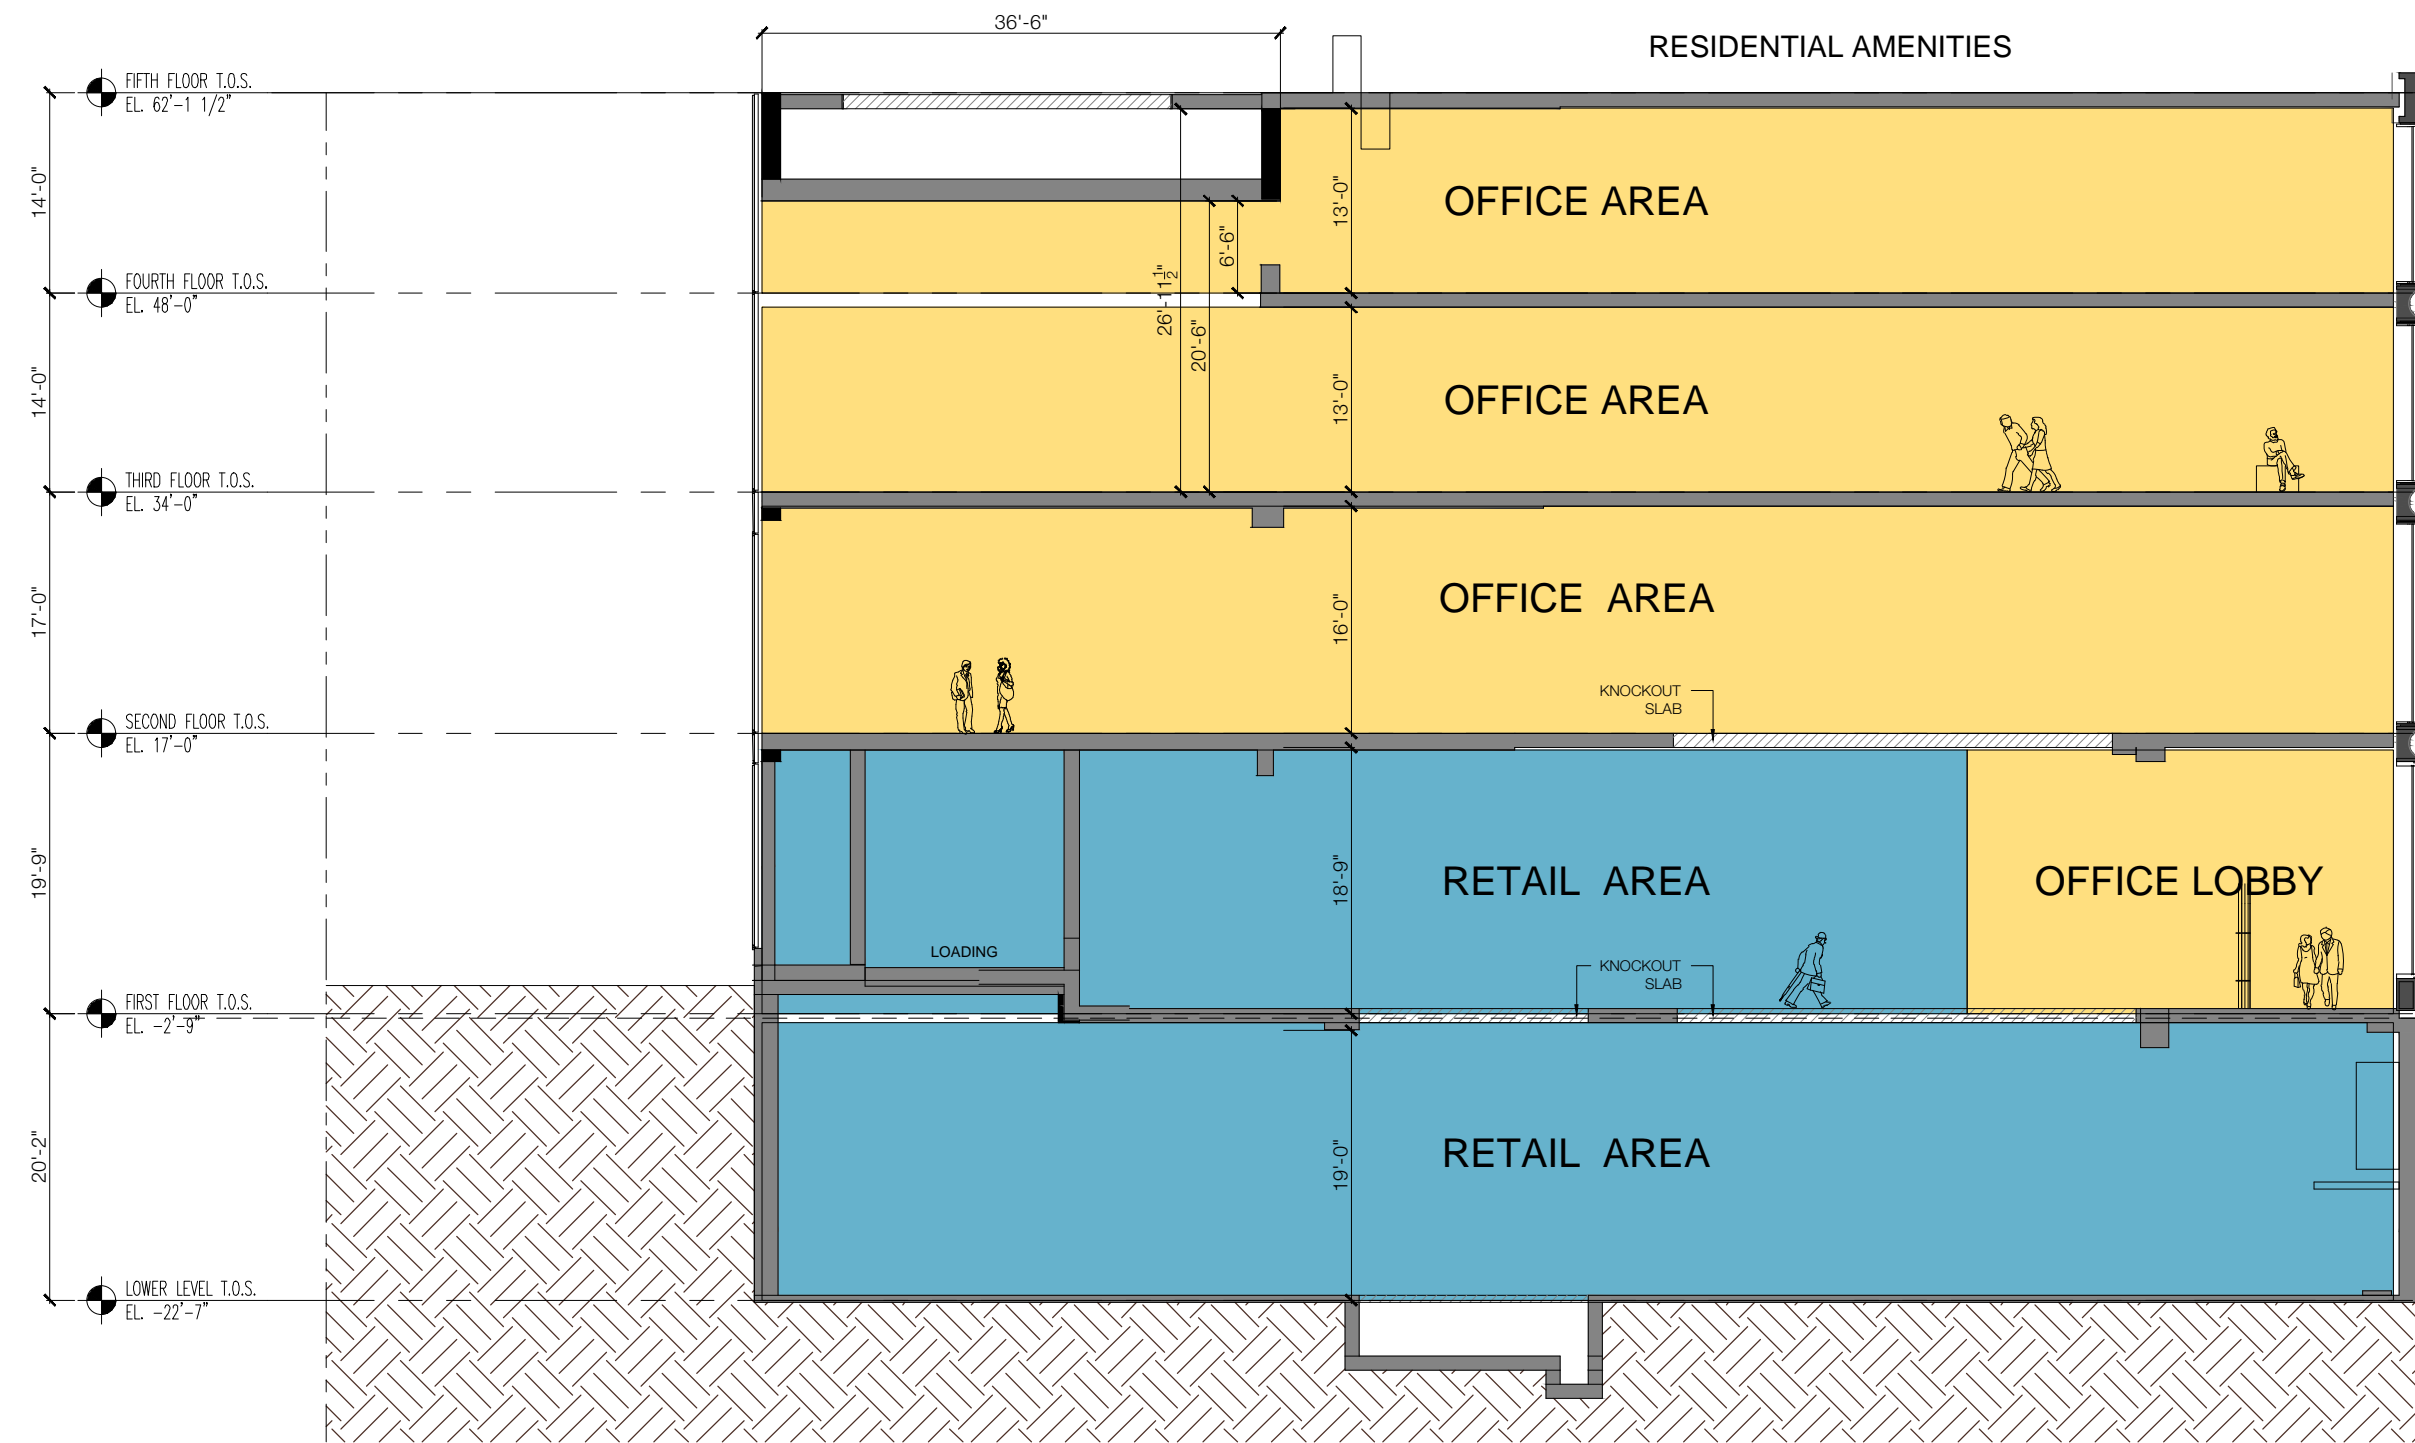 36'-6"
RESIDENTIAL AMENITIES
FIFTH FLOOR T.O.S.
EL. 62'-1 1/2"
14'-0"
13'-0"
OFFICE AREA
6'-6"
FOURTH FLOOR T.O.S.
EL. 48'-0"
26'-11 1/2"
20'-6"
14'-0"
13'-0"
OFFICE AREA
THIRD FLOOR T.O.S.
EL. 34'-0"
17'-0"
16'-0"
OFFICE AREA
KNOCKOUT
SLAB
SECOND FLOOR T.O.S.
EL. 17'-0"
19'-9"
18'-9"
RETAIL AREA
OFFICE LOBBY
LOADING
KNOCKOUT
SLAB
FIRST FLOOR T.O.S.
EL. -2'-9"
20'-2"
19'-0"
RETAIL AREA
LOWER LEVEL T.O.S.
EL. -22'-7"